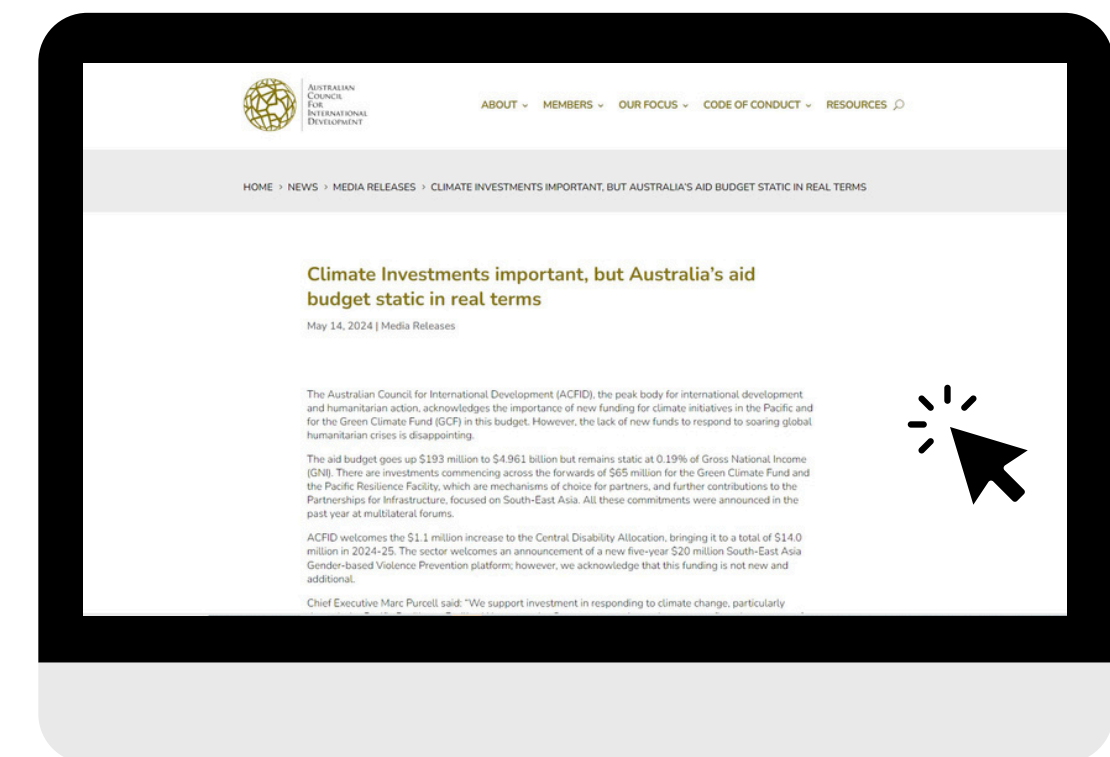 AUSTRALIAN
COUNCIL
FOR
INTERNATIONAL
DEVELOPMENT
ABOUT MEMBERS OUR FOCUS CODE OF CONDUCT RESOURCES
HOME > NEWS > MEDIA RELEASES > CLIMATE INVESTMENTS IMPORTANT, BUT AUSTRALIA'S AID BUDGET STATIC IN REAL TERMS
Climate Investments important, but Australia's aid
budget static in real terms
May 14, 2024 | Media Releases
The Australian Council for International Development (ACFID), the peak body for international development
and humanitarian action, acknowledges the importance of new funding for climate initiatives in the Pacific and
for the Green Climate Fund (GCF) in this budget. However, the lack of new funds to respond to soaring global
humanitarian crises is disappointing.
The aid budget goes up $193 million to $4.961 billion but remains static at 0.19% of Gross National Income
(GNI). There are investments commencing across the forwards of $65 million for the Green Climate Fund and
the Pacific Resilience Facility, which are mechanisms of choice for partners, and further contributions to the
Partnerships for Infrastructure, focused on South-East Asia. All these commitments were announced in the
past year at multilateral forums.
ACFID welcomes the $1.1 million increase to the Central Disability Allocation, bringing it to a total of $14.0
million in 2024-25. The sector welcomes an announcement of a new five-year $20 million South-East Asia
Gender-based Violence Prevention platform; however, we acknowledge that this funding is not new and
additional.
Chief Executive Marc Purcell said: "We support investment in responding to climate change, particularly